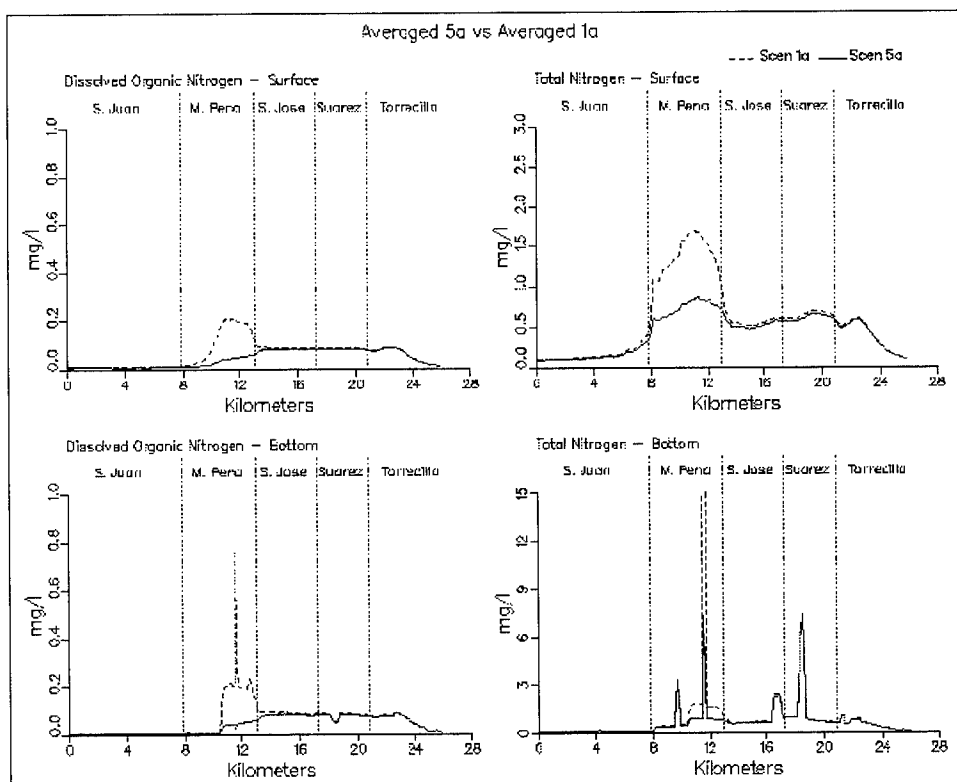 Averaged 5a vs Averaged 1a
Scen 1a Scen 5a
Dissolved Organic Nitrogen – Surface
S. Juan M. Pena S. Jose Suarez Torrecilla
mg/l
1.0
0.8
0.6
0.4
0.2
0.0
0 4 8 12 16 20 24 28
Kilometers
Total Nitrogen – Surface
S. Juan M. Pena S. Jose Suarez Torrecilla
mg/l
3.0
2.5
2.0
1.5
1.0
0.5
0.0
0 4 8 12 16 20 24 28
Kilometers
Dissolved Organic Nitrogen – Bottom
S. Juan M. Pena S. Jose Suarez Torrecilla
mg/l
1.0
0.8
0.6
0.4
0.2
0.0
0 4 8 12 16 20 24 28
Kilometers
Total Nitrogen – Bottom
S. Juan M. Pena S. Jose Suarez Torrecilla
mg/l
15
12
9
6
3
0
0 4 8 12 16 20 24 28
Kilometers